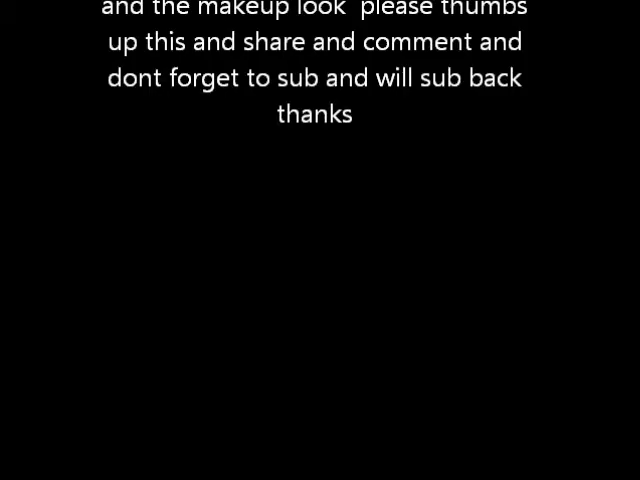 and the makeup look  please thumbs
up this and share and comment and
dont forget to sub and will sub back
thanks